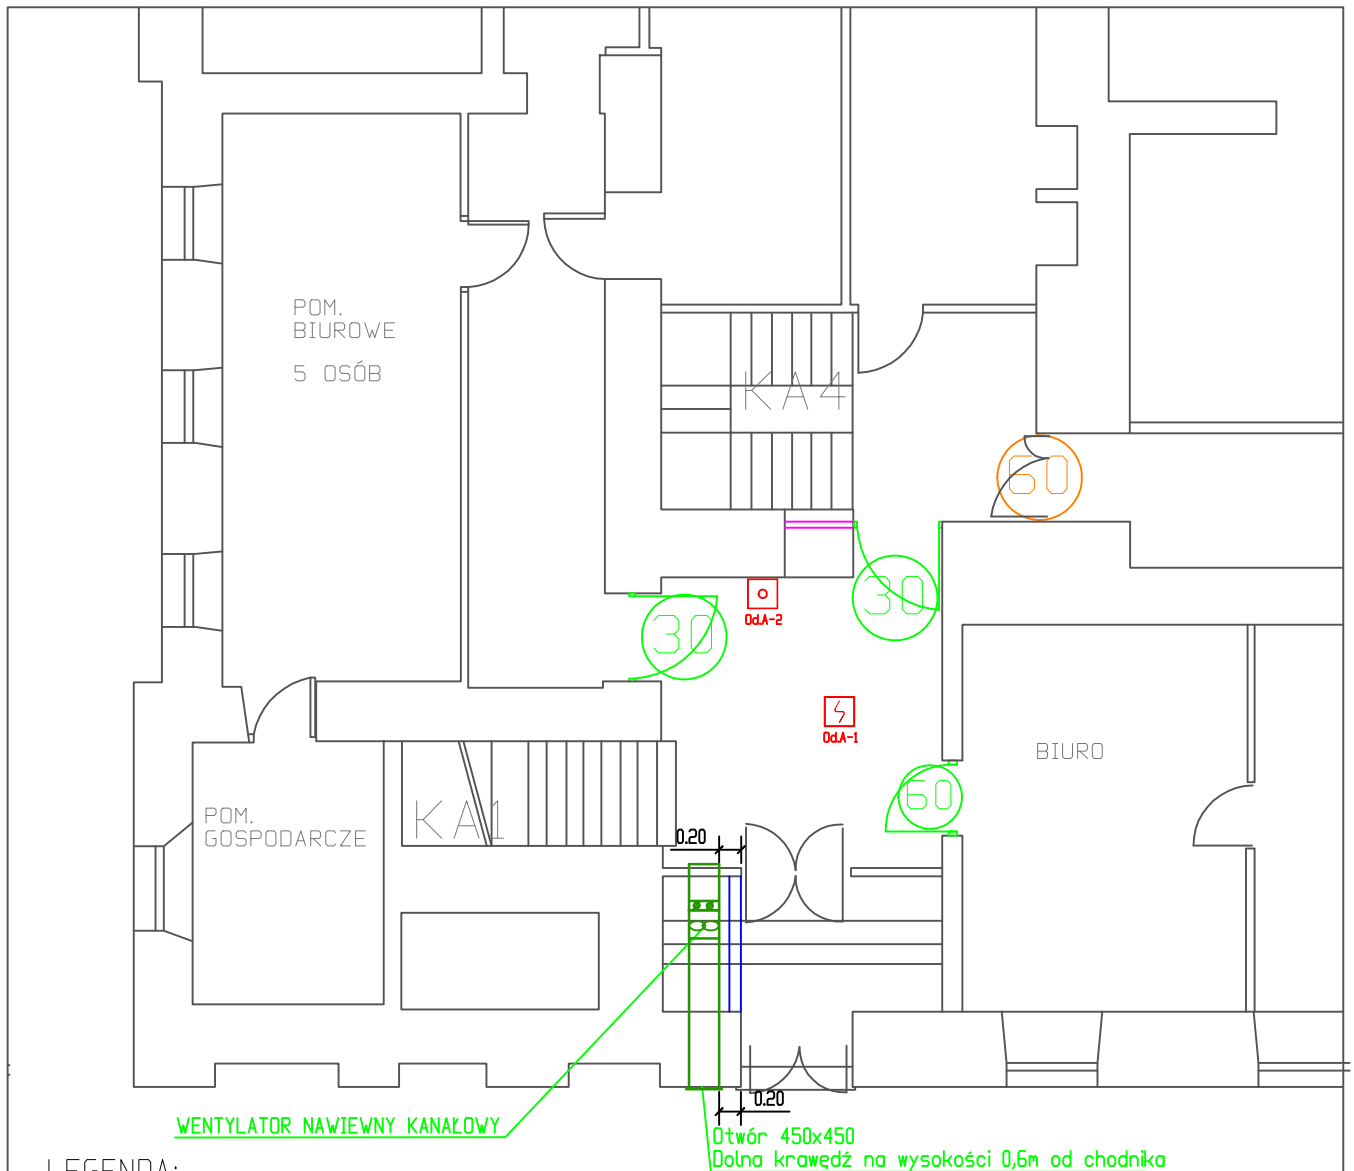 POM.
BIUROWE
5 OSÓB
KA4
60
30
30
Od.A-2
Od.A-1
BIURO
60
POM.
GOSPODARCZE
KA1
0.20
0.20
WENTYLATOR NAWIEWNY KANAŁOWY
Otwór 450x450
Dolna krawędź na wysokości 0,6m od chodnika
LEGENDA: